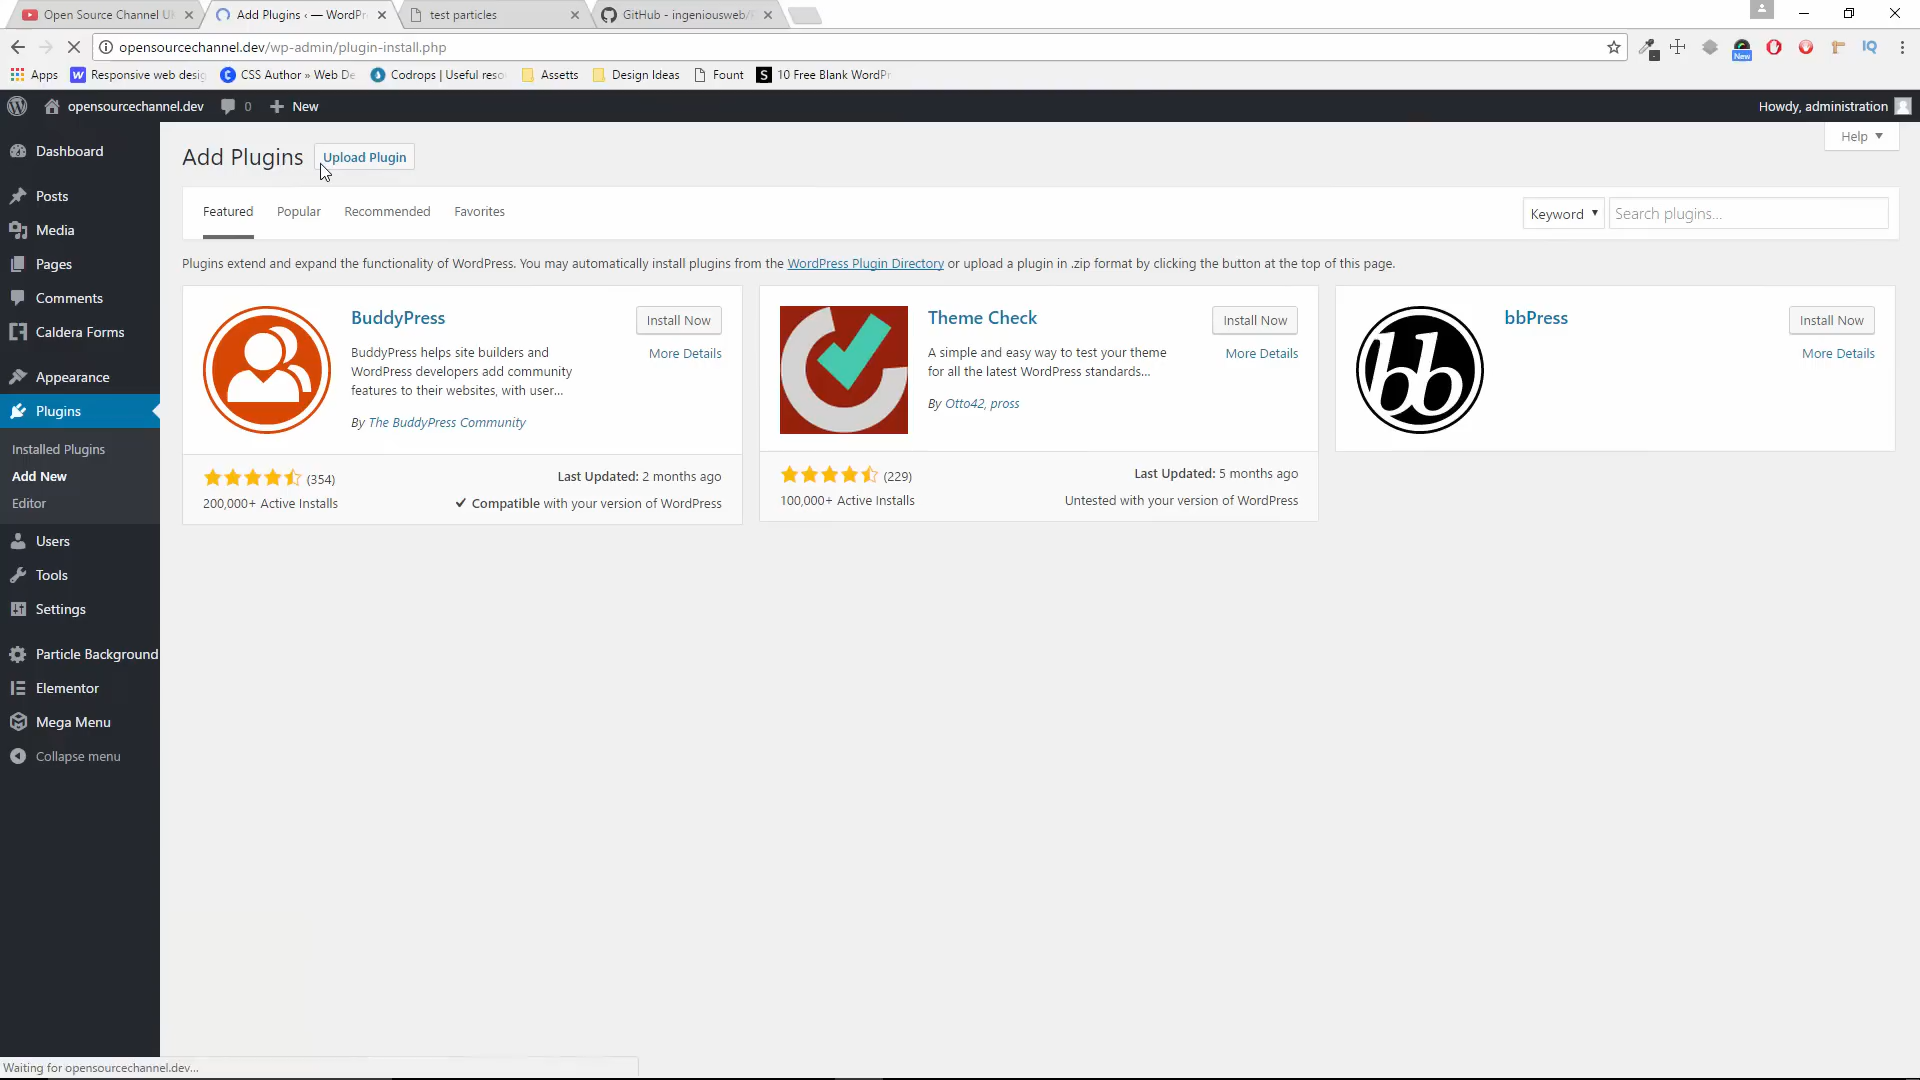 Open Source Channel U
Add Plugins ‹ — WordPr
test particles
GitHub - ingeniousweb/
opensourcechannel.dev/wp-admin/plugin-install.php
Apps
Responsive web desig
CSS Author » Web De
Codrops | Useful reso
Assetts
Design Ideas
Fount
10 Free Blank WordPr
New
IQ
opensourcechannel.dev
0
New
Howdy, administration
Dashboard
Posts
Media
Pages
Comments
Caldera Forms
Appearance
Plugins
Installed Plugins
Add New
Editor
Users
Tools
Settings
Particle Background
Elementor
Mega Menu
Collapse menu
Help
Add Plugins
Upload Plugin
Featured
Popular
Recommended
Favorites
Keyword
Search plugins...
Plugins extend and expand the functionality of WordPress. You may automatically install plugins from the WordPress Plugin Directory or upload a plugin in .zip format by clicking the button at the top of this page.
BuddyPress
Install Now
More Details
BuddyPress helps site builders and
WordPress developers add community
features to their websites, with user...
By The BuddyPress Community
(354)
200,000+ Active Installs
Last Updated: 2 months ago
Compatible with your version of WordPress
Theme Check
Install Now
More Details
A simple and easy way to test your theme
for all the latest WordPress standards...
By Otto42, pross
(229)
100,000+ Active Installs
Last Updated: 5 months ago
Untested with your version of WordPress
bb
bbPress
Install Now
More Details
Waiting for opensourcechannel.dev...